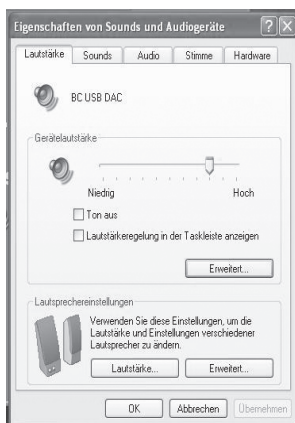 Eigenschaften von Sounds und Audiogeräte
Lautstärke Sounds Audio Stimme Hardware
BC USB DAC
Gerätelautstärke
Niedrig Hoch
Ton aus
Lautstärkeregelung in der Taskleiste anzeigen
Erweitert...
Lautsprechereinstellungen
Verwenden Sie diese Einstellungen, um die
Lautstärke und Einstellungen verschiedener
Lautsprecher zu ändern.
Lautstärke... Erweitert...
OK Abbrechen Übernehmen